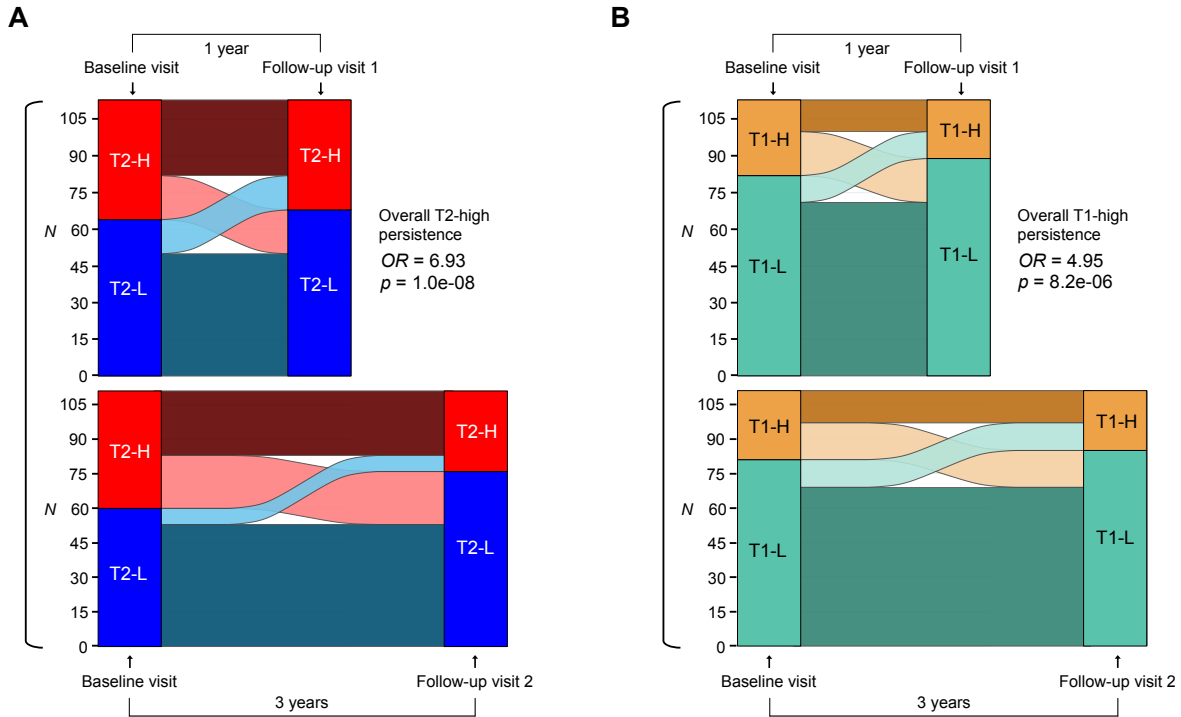 A
1 year
Baseline visit
Follow-up visit 1
105
90
75
60
45
30
15
0
N
T2-H
T2-L
T2-H
T2-L
Overall T2-high
persistence
OR = 6.93
p = 1.0e-08
105
90
75
60
45
30
15
0
N
T2-H
T2-L
T2-H
T2-L
Baseline visit
Follow-up visit 2
3 years
B
1 year
Baseline visit
Follow-up visit 1
105
90
75
60
45
30
15
0
N
T1-H
T1-L
T1-H
T1-L
Overall T1-high
persistence
OR = 4.95
p = 8.2e-06
105
90
75
60
45
30
15
0
N
T1-H
T1-L
T1-H
T1-L
Baseline visit
Follow-up visit 2
3 years